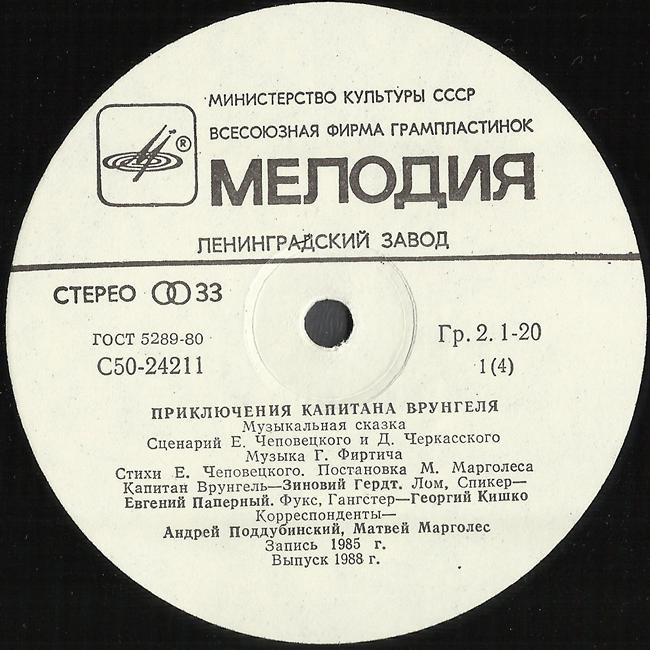 МИНИСТЕРСТВО КУЛЬТУРЫ СССР
ВСЕСОЮЗНАЯ ФИРМА ГРАМПЛАСТИНОК
®
МЕЛОДИЯ
ЛЕНИНГРАДСКИЙ ЗАВОД
СТЕРЕО 33
ГОСТ 5289-80
Гр. 2. 1-20
С50-24211
1(4)
ПРИКЛЮЧЕНИЯ КАПИТАНА ВРУНГЕЛЯ
Музыкальная сказка
Сценарий Е. Чеповецкого и Д. Черкасского
Музыка Г. Фиртича
Стихи Е. Чеповецкого. Постановка М. Марголеса
Капитан Врунгель—Зиновий Гердт. Лом, Спикер—
Евгений Паперный. Фукс, Гангстер—Георгий Кишко
Корреспонденты—
Андрей Поддубинский, Матвей Марголес
Запись 1985 г.
Выпуск 1988 г.